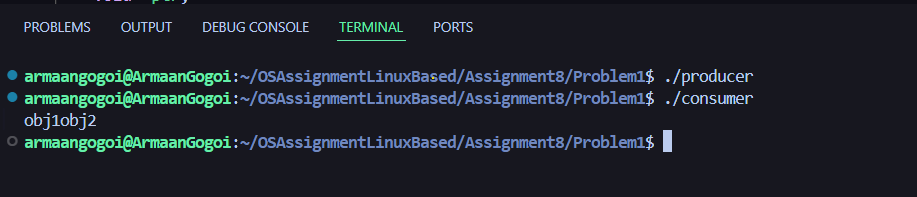 PROBLEMS OUTPUT DEBUG CONSOLE TERMINAL PORTS
armaangogoi@ArmaanGogoi:~/OSAssignmentLinuxBased/Assignment8/Problem1$ ./producer
armaangogoi@ArmaanGogoi:~/OSAssignmentLinuxBased/Assignment8/Problem1$ ./consumer
obj1obj2
armaangogoi@ArmaanGogoi:~/OSAssignmentLinuxBased/Assignment8/Problem1$